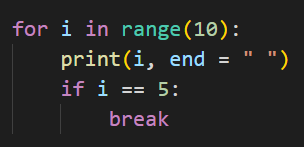 for i in range(10):
    print(i, end = " ")
    if i == 5:
        break